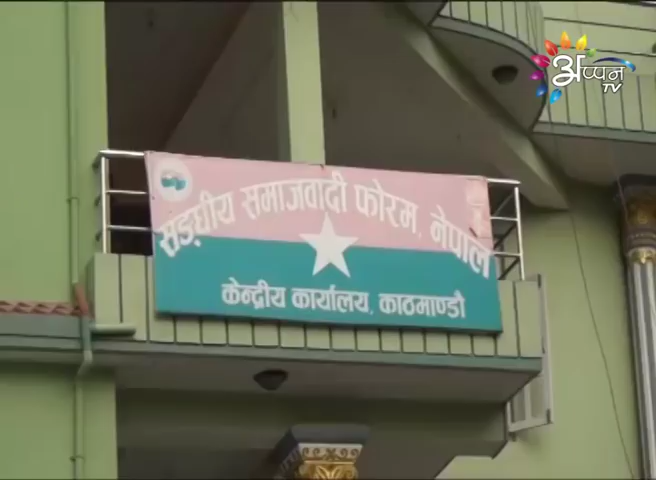 अप्पन
TV
सङ्घीय समाजवादी फोरम, नेपाल
केन्द्रीय कार्यालय, काठमाण्डौ